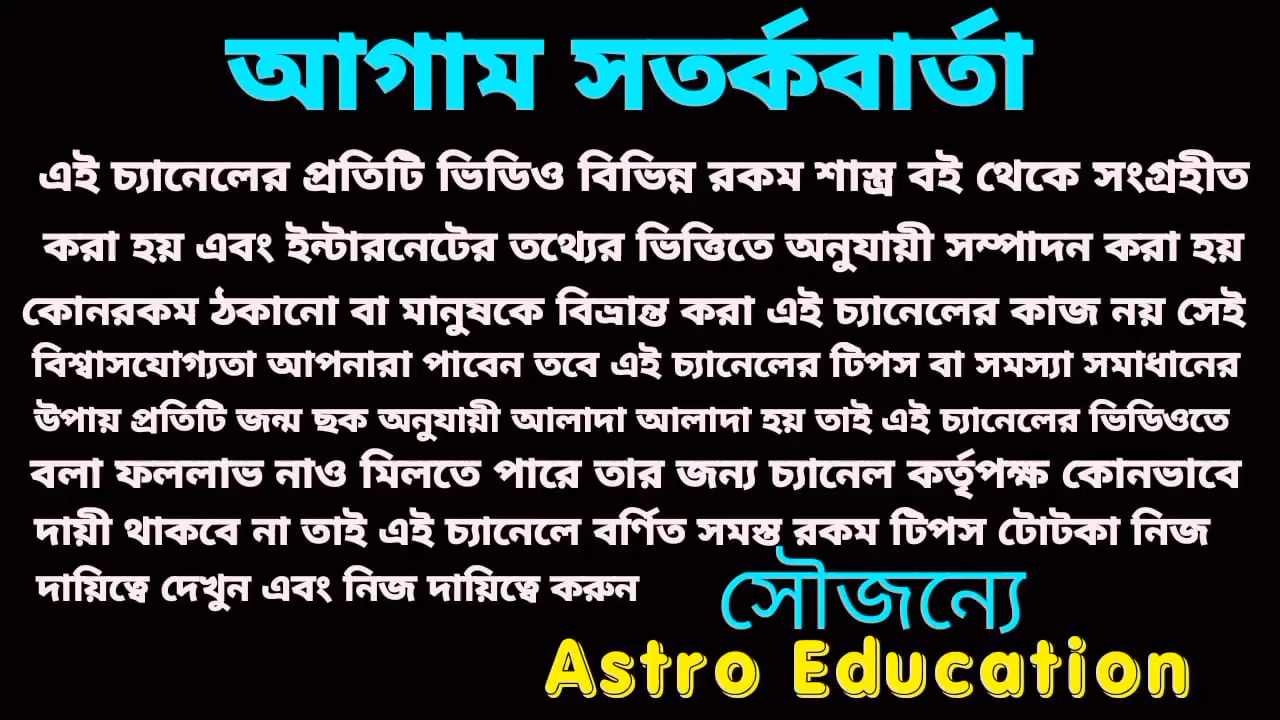 আগাম সতর্কবার্তা
এই চ্যানেলের প্রতিটি ভিডিও বিভিন্ন রকম শাস্ত্র বই থেকে সংগ্রহীত
করা হয় এবং ইন্টারনেটের তথ্যের ভিত্তিতে অনুযায়ী সম্পাদন করা হয়
কোনরকম ঠকানো বা মানুষকে বিভ্রান্ত করা এই চ্যানেলের কাজ নয় সেই
বিশ্বাসযোগ্যতা আপনারা পাবেন তবে এই চ্যানেলের টিপস বা সমস্যা সমাধানের
উপায় প্রতিটি জন্ম ছক অনুযায়ী আলাদা আলাদা হয় তাই এই চ্যানেলের ভিডিওতে
বলা ফললাভ নাও মিলতে পারে তার জন্য চ্যানেল কর্তৃপক্ষ কোনভাবে
দায়ী থাকবে না তাই এই চ্যানেলে বর্ণিত সমস্ত রকম টিপস টোটকা নিজ
দায়িত্বে দেখুন এবং নিজ দায়িত্বে করুন
সৌজন্যে
Astro Education